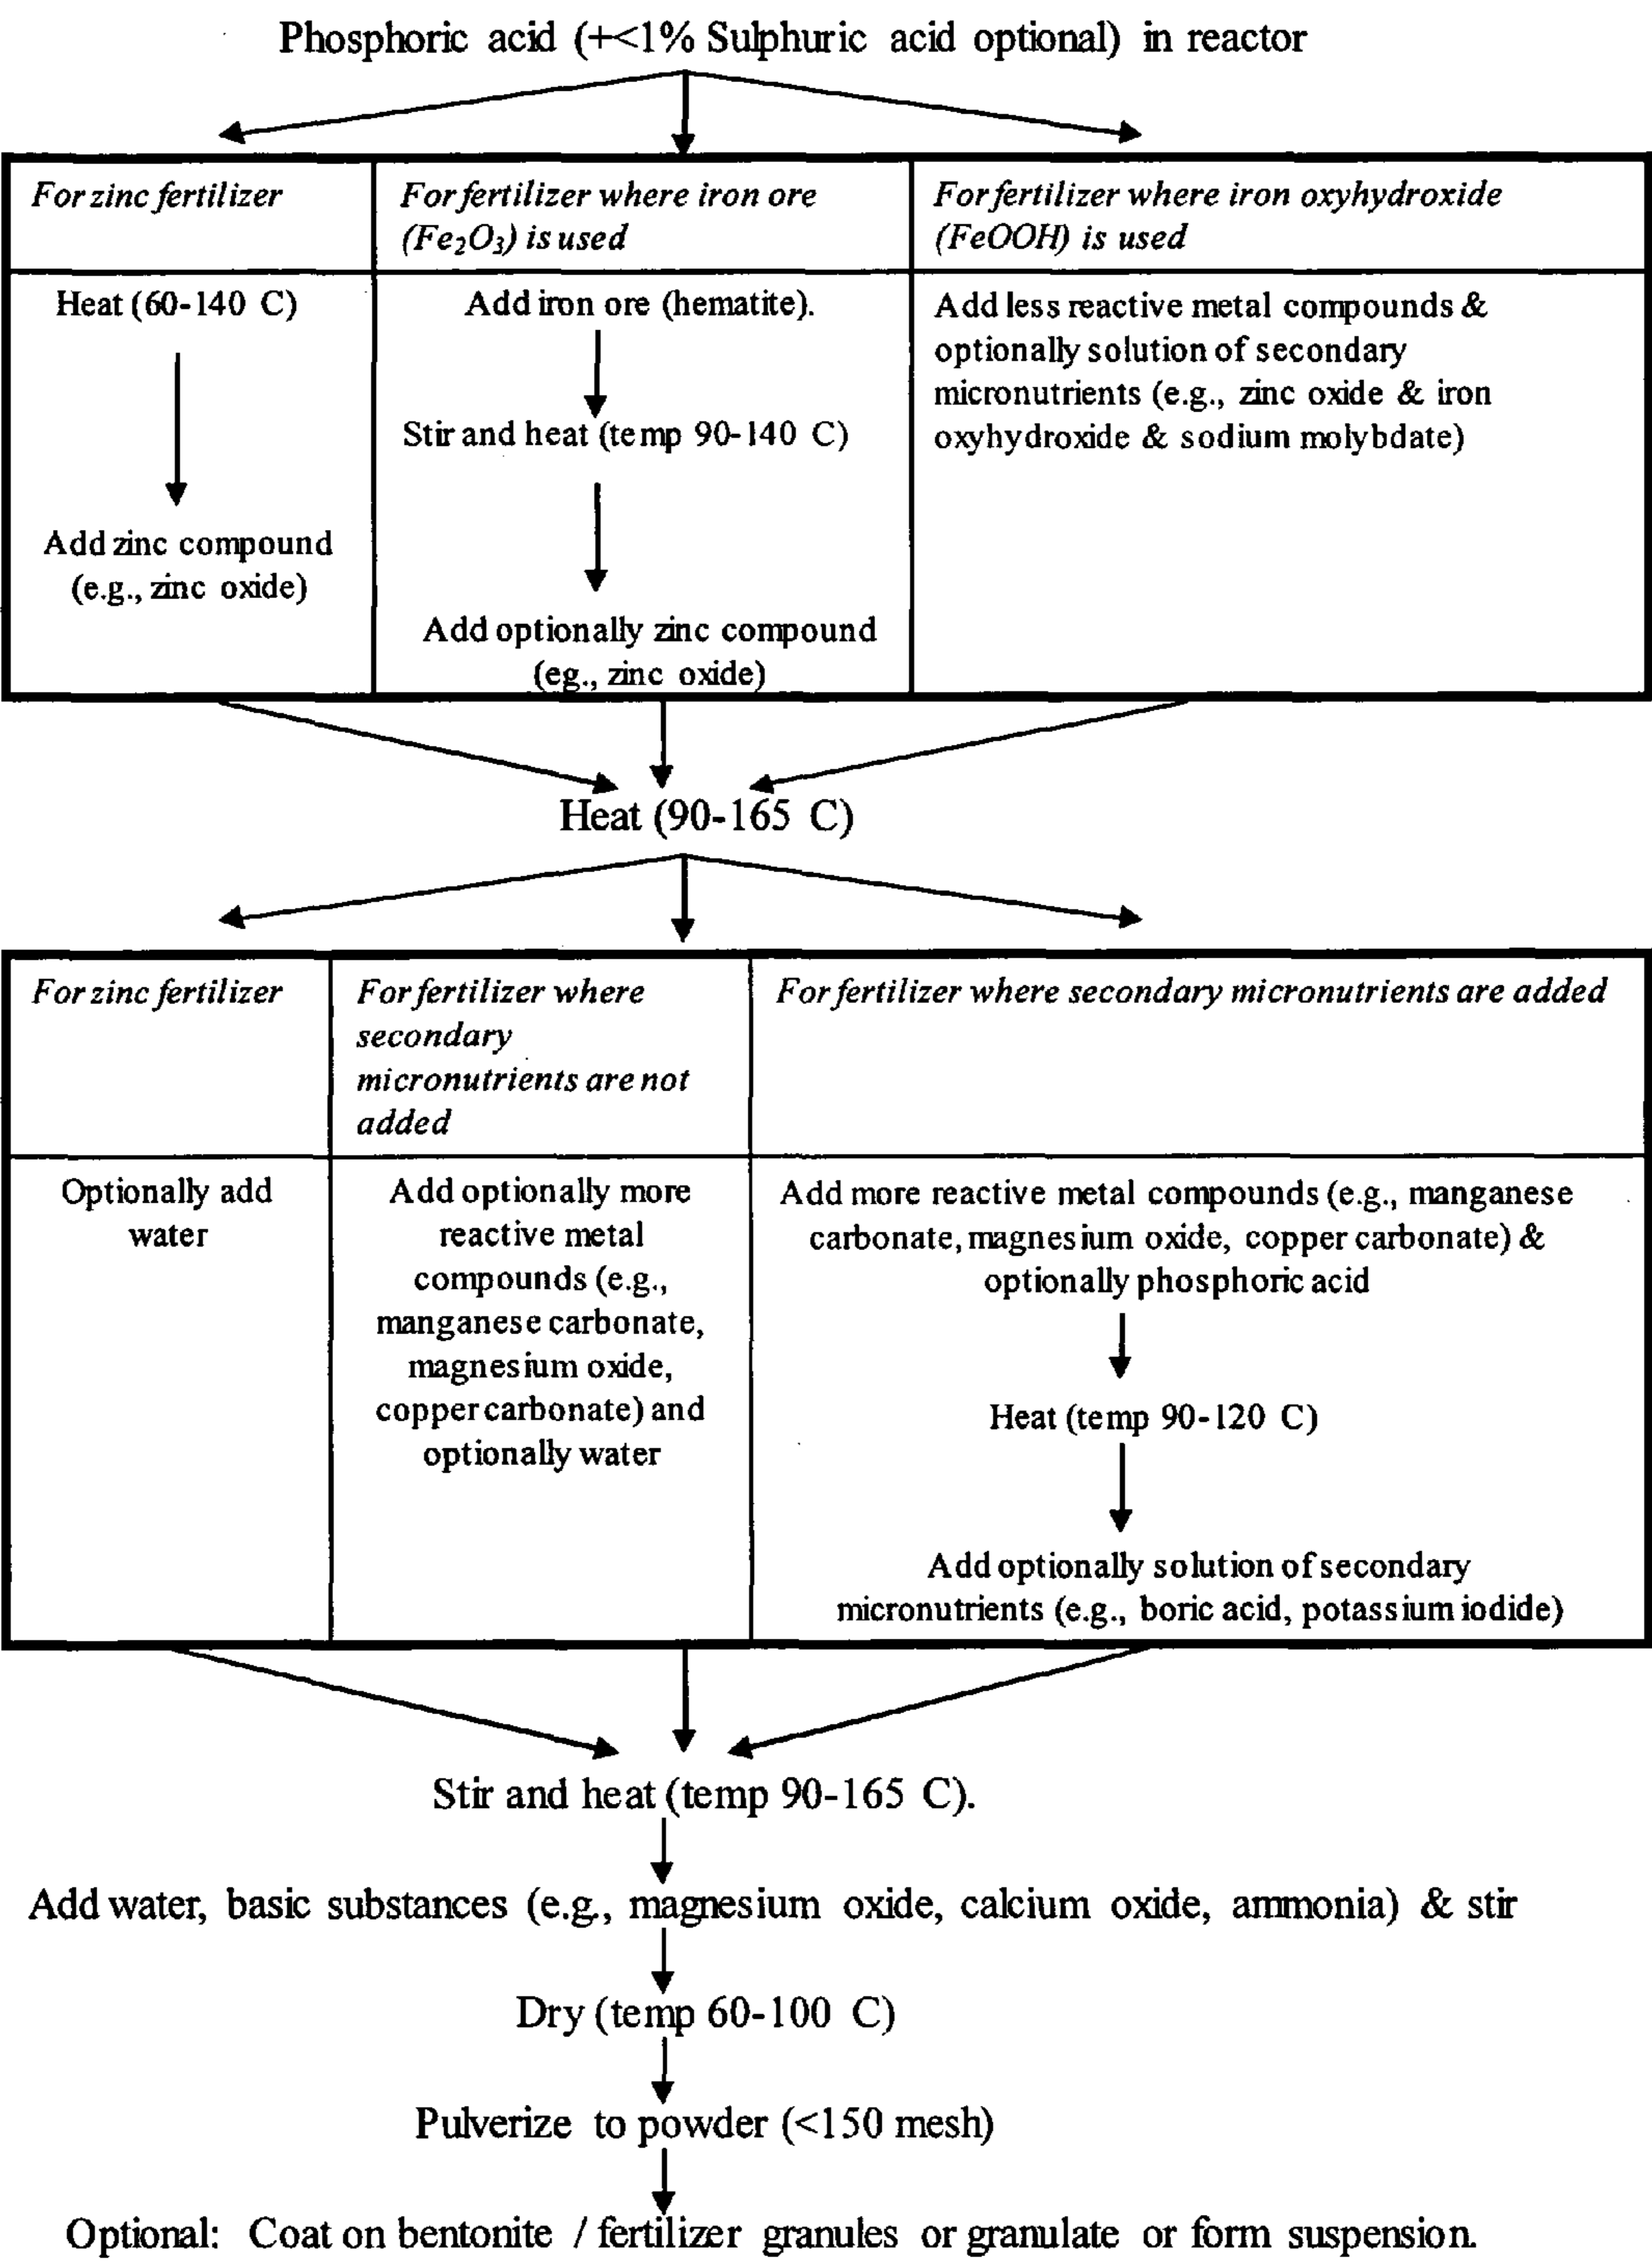 Phosphoric acid (+<1% Sulphuric acid optional) in reactor
For zinc fertilizer
For fertilizer where iron ore
(Fe2O3) is used
For fertilizer where iron oxyhydroxide
(FeOOH) is used
Heat (60-140 C)
Add zinc compound
(e.g., zinc oxide)
Add iron ore (hematite).
Stir and heat (temp 90-140 C)
Add optionally zinc compound
(eg., zinc oxide)
Add less reactive metal compounds &
optionally solution of secondary
micronutrients (e.g., zinc oxide & iron
oxyhydroxide & sodium molybdate)
Heat (90-165 C)
For zinc fertilizer
For fertilizer where
secondary
micronutrients are not
added
For fertilizer where secondary micronutrients are added
Optionally add
water
Add optionally more
reactive metal
compounds (e.g.,
manganese carbonate,
magnesium oxide,
copper carbonate) and
optionally water
Add more reactive metal compounds (e.g., manganese
carbonate, magnesium oxide, copper carbonate) &
optionally phosphoric acid
Heat (temp 90-120 C)
Add optionally solution of secondary
micronutrients (e.g., boric acid, potassium iodide)
Stir and heat (temp 90-165 C).
Add water, basic substances (e.g., magnesium oxide, calcium oxide, ammonia) & stir
Dry (temp 60-100 C)
Pulverize to powder (<150 mesh)
Optional: Coat on bentonite / fertilizer granules or granulate or form suspension.